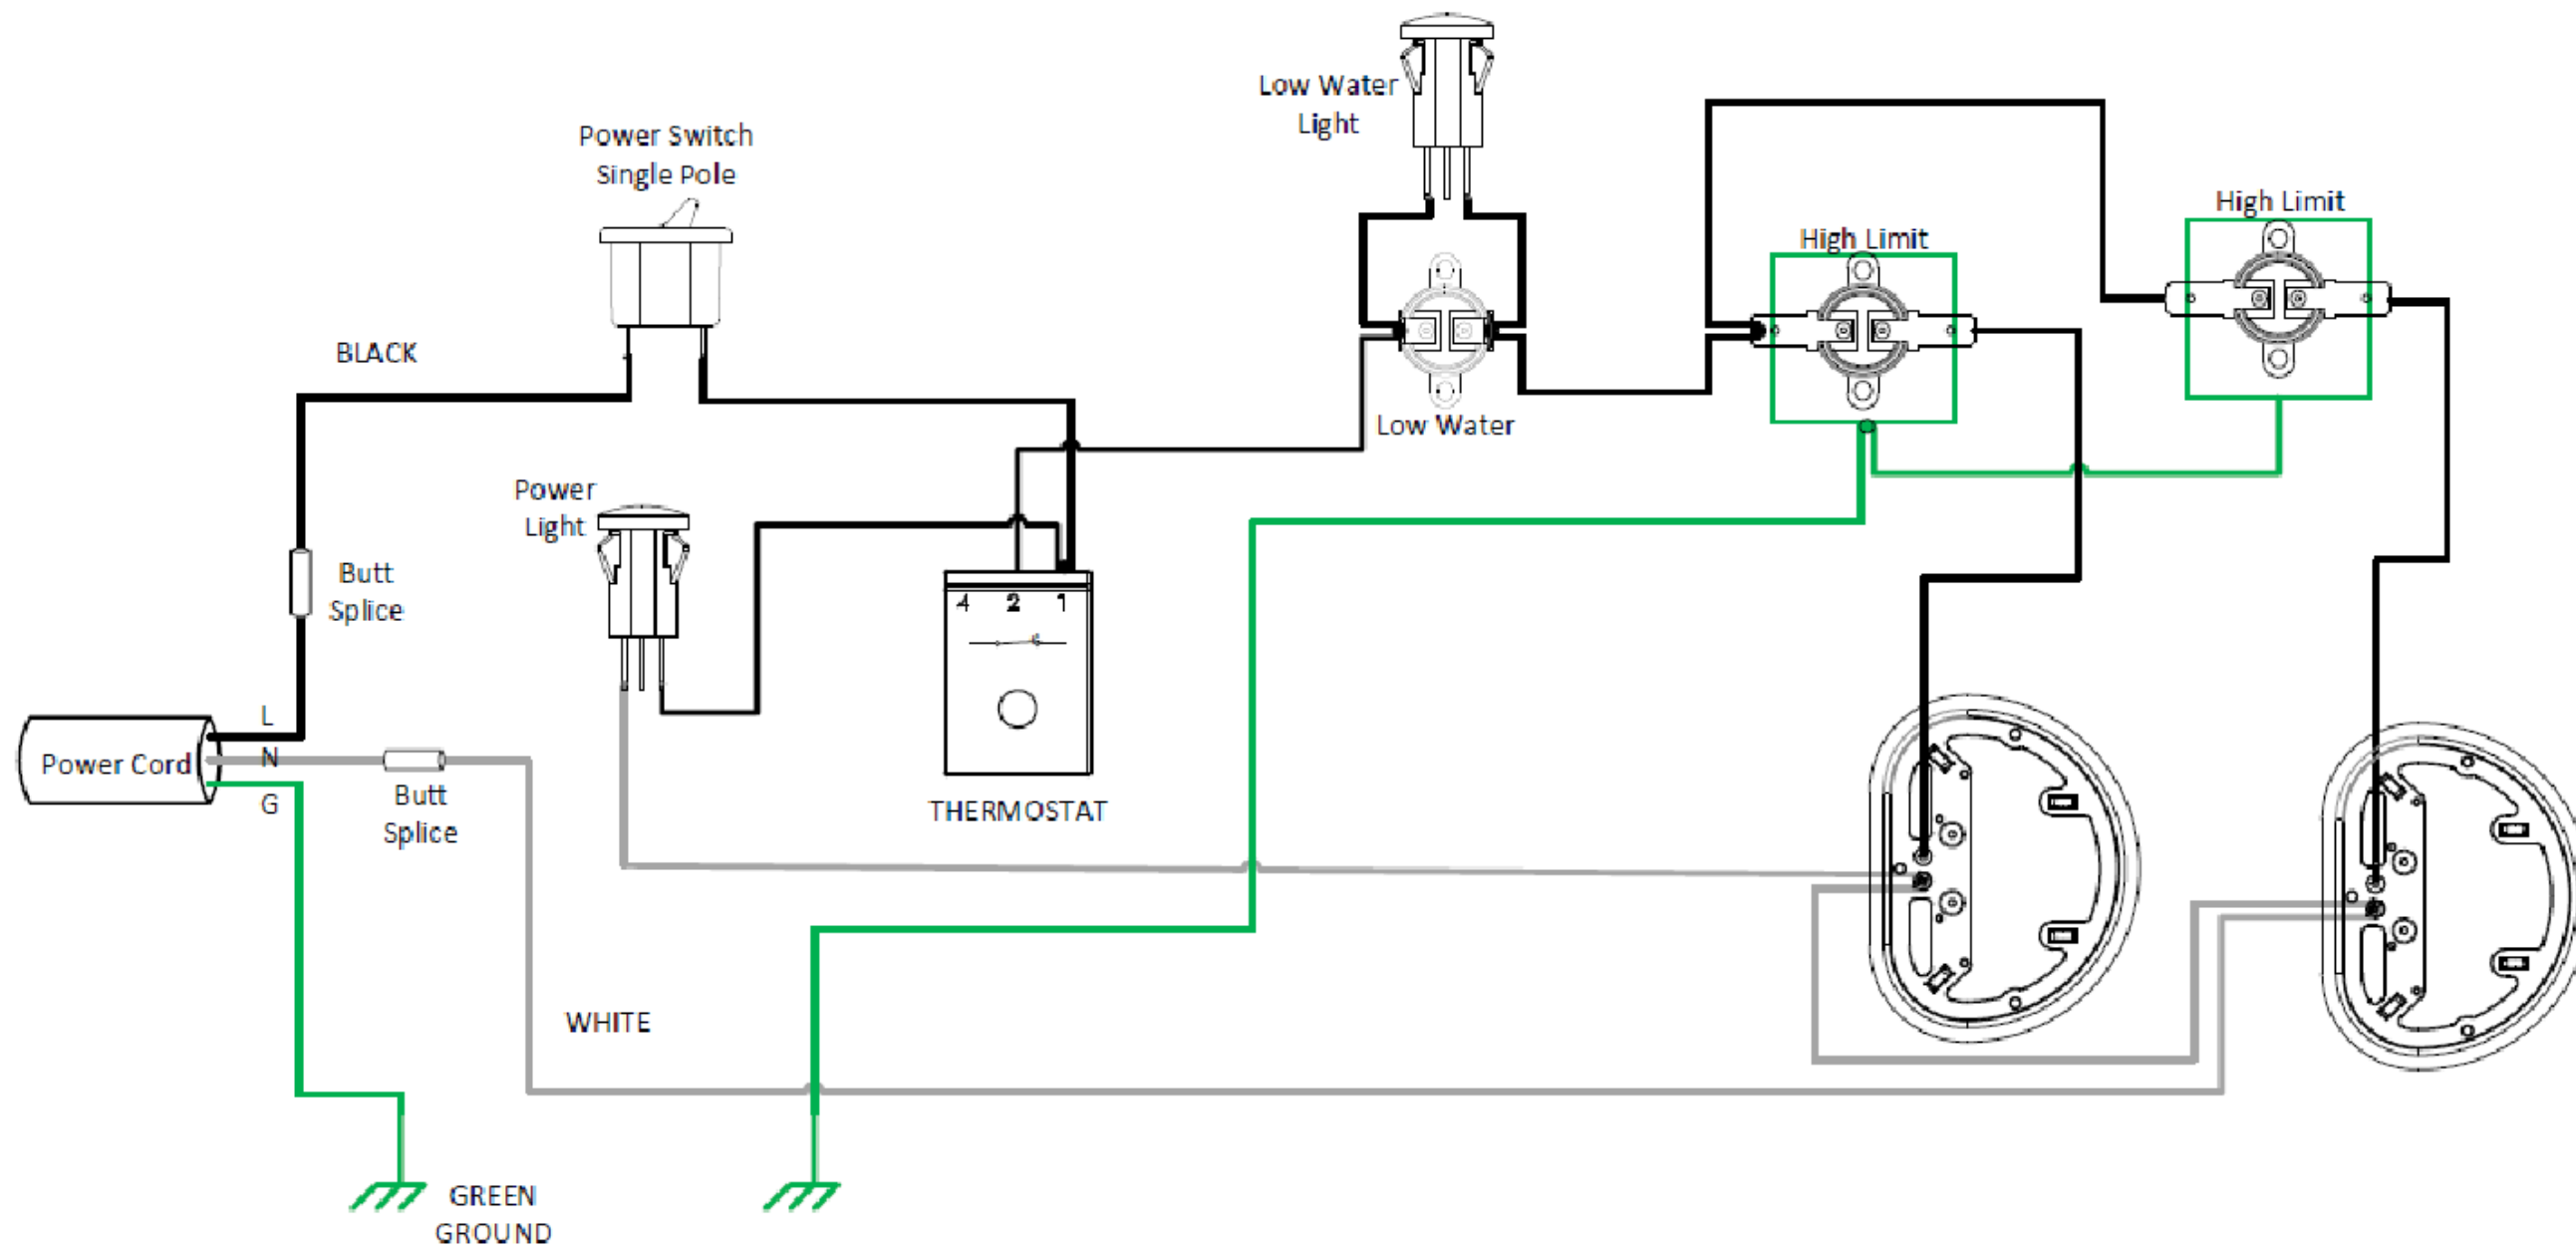 Low Water
Light
Power Switch
Single Pole
High Limit
High Limit
BLACK
Low Water
Power
Light
Butt
Splice
4 2 1
L
N
G
Power Cord
Butt
Splice
THERMOSTAT
WHITE
GREEN
GROUND